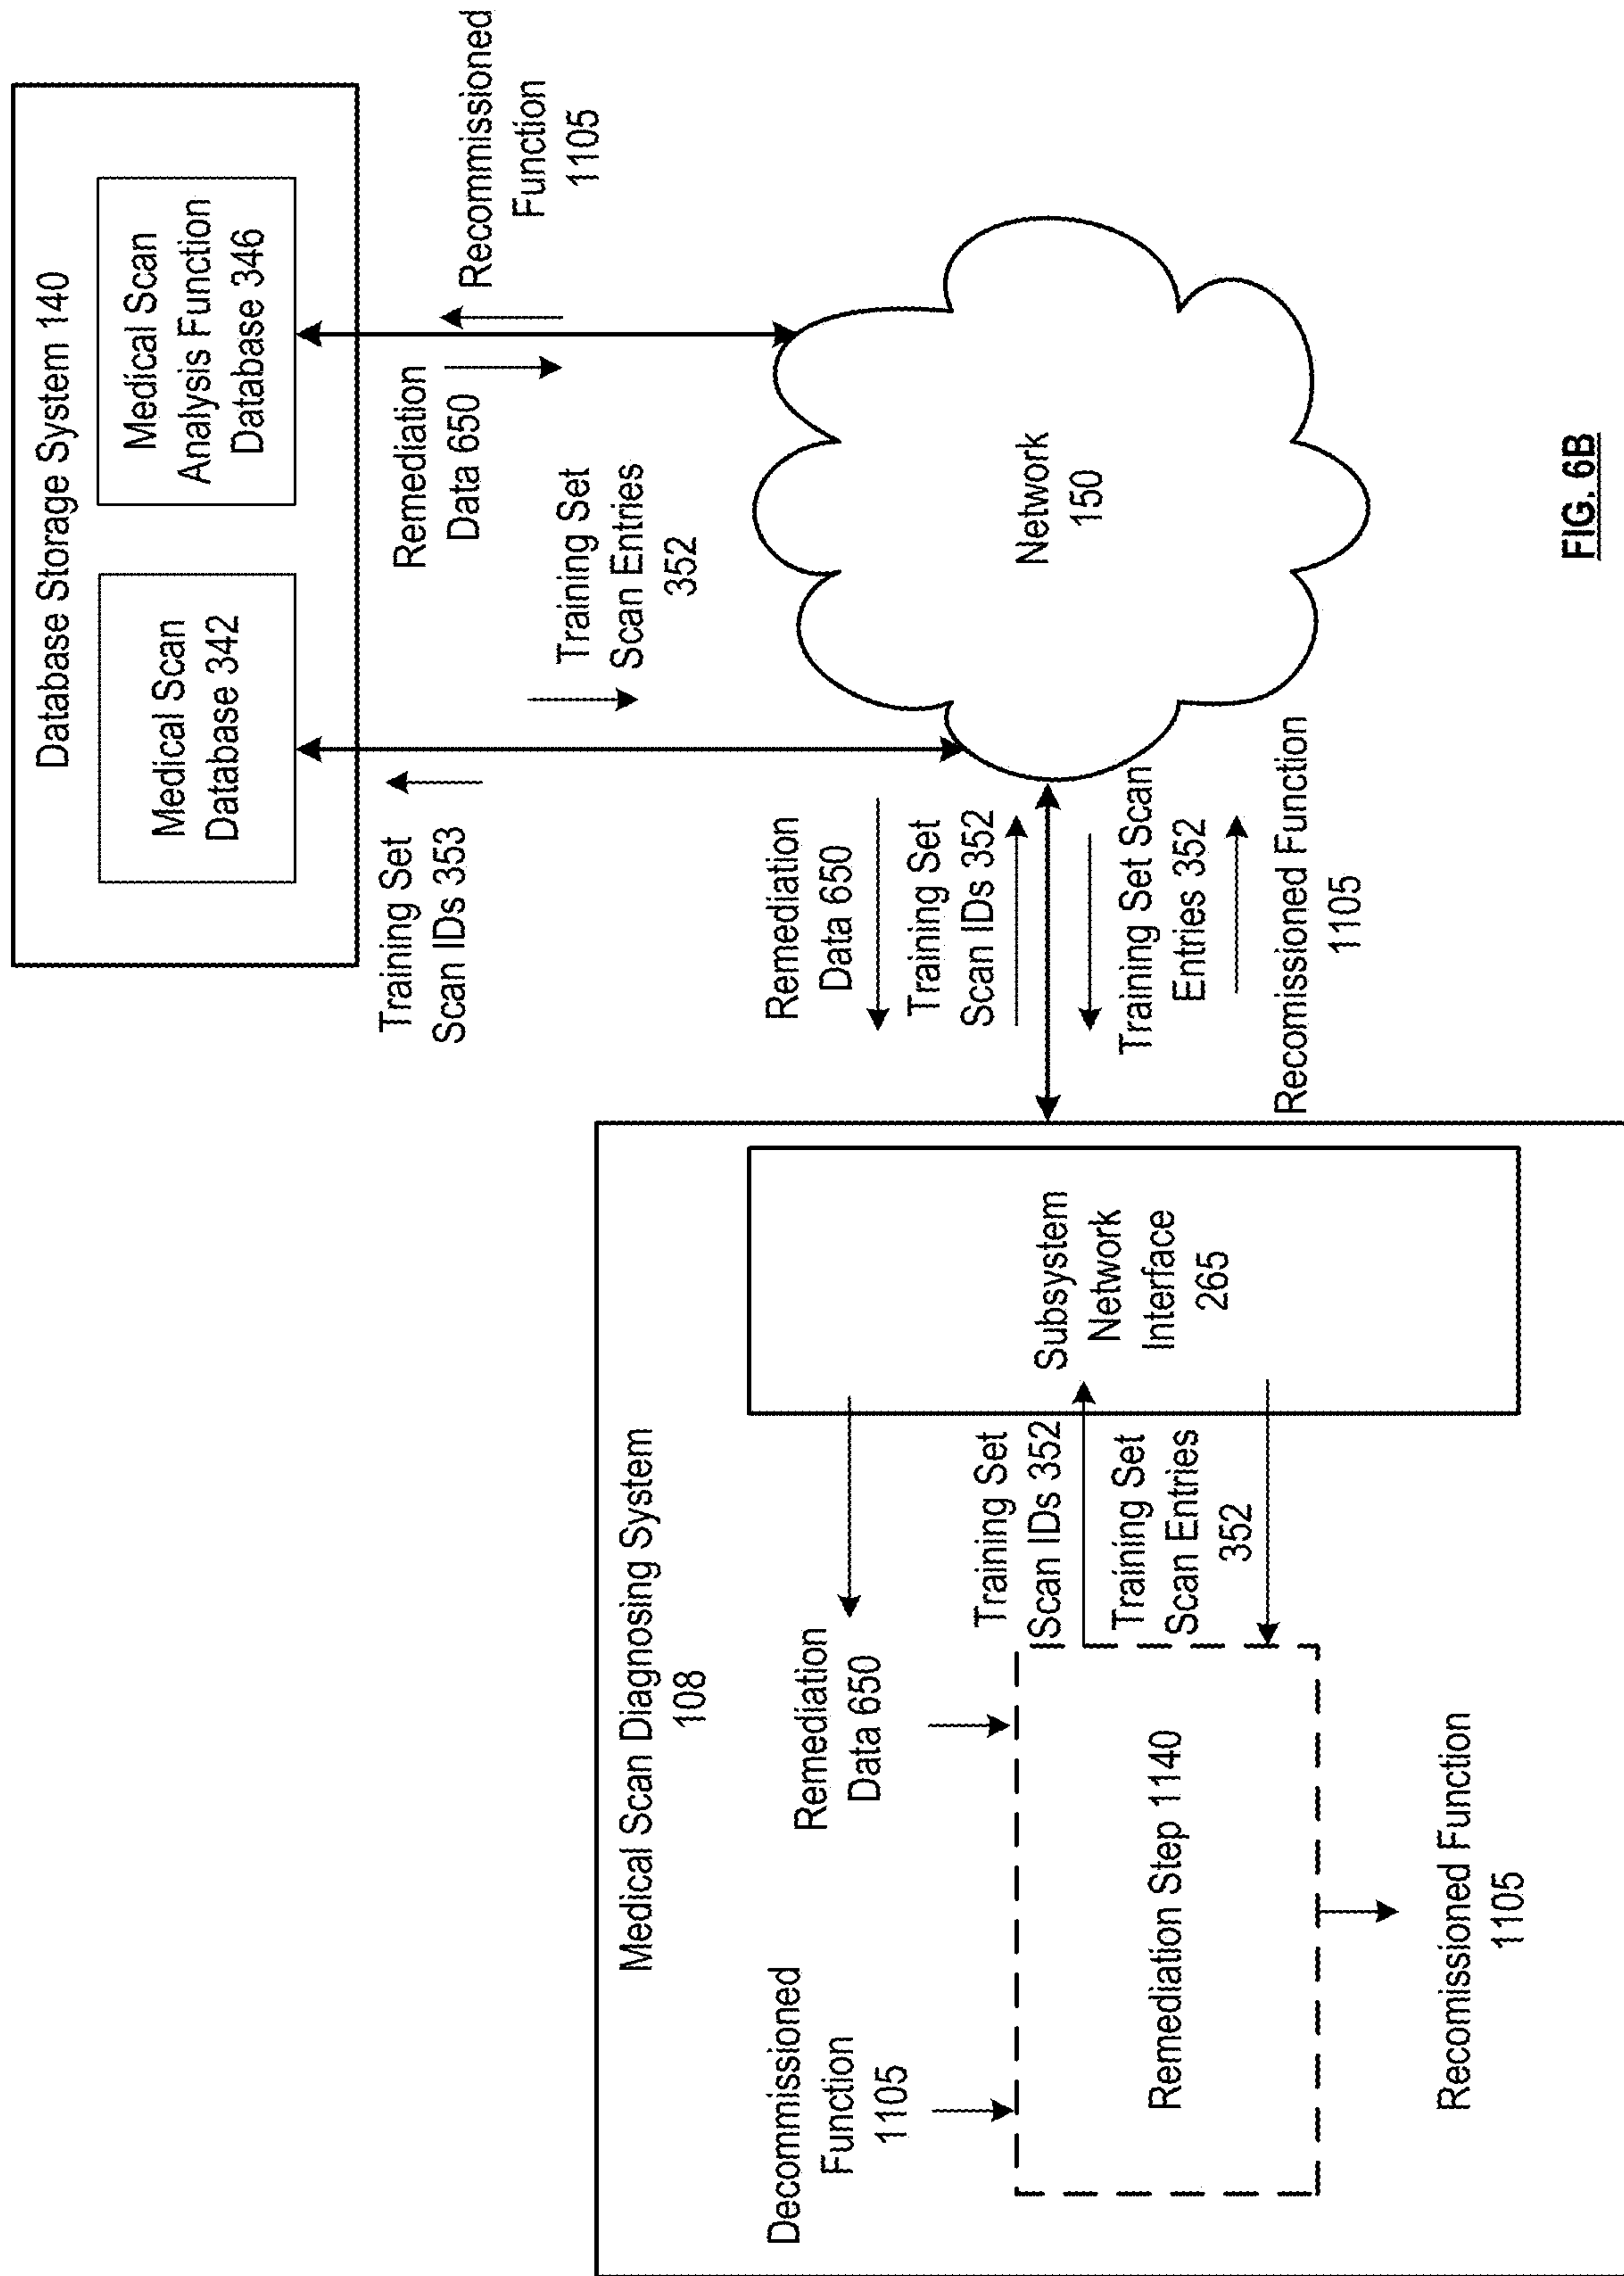 Database Storage System 140
Medical Scan
Database 342
Medical Scan
Analysis Function
Database 346
Training Set
Scan IDs 353
Remediation
Data 650
Recommissioned
Function
1105
Training Set
Scan Entries
352
Medical Scan Diagnosing System
108
Remediation
Data 650
Training Set
Scan IDs 352
Training Set Scan
Entries 352
Recomissioned Function
1105
Network
150
Decommissioned
Function
1105
Remediation
Data 650
Training Set
Scan IDs 352
Training Set
Scan Entries
352
Subsystem
Network
Interface
265
Remediation Step 1140
Recomissioned Function
1105
FIG. 6B